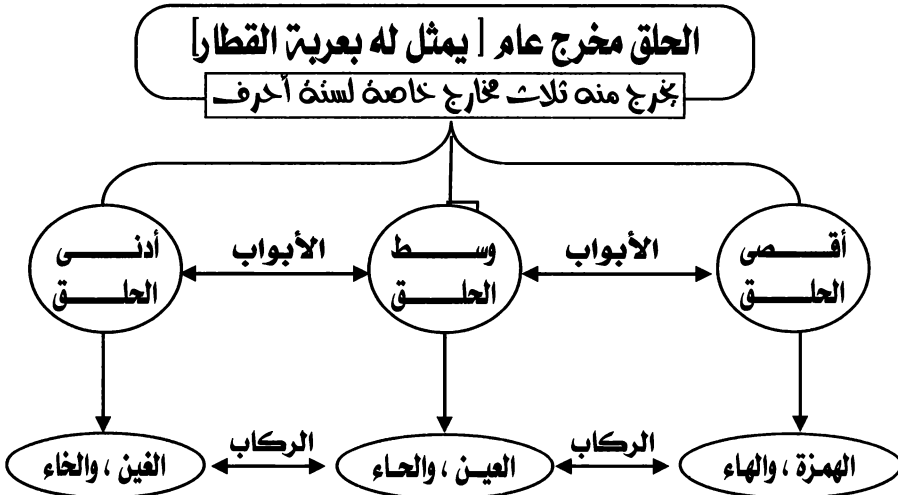 الحلق مخرج عام [ يمثل له بعربة القطار]
يخرج منه ثلاث مخارج خاصة لستة أحرف
أقصى
الحلق
الأبواب
وسط
الحلق
الأبواب
أدنى
الحلق
الهمزة ، والهاء
الركاب
العين ، والحاء
الركاب
الغين ، والخاء